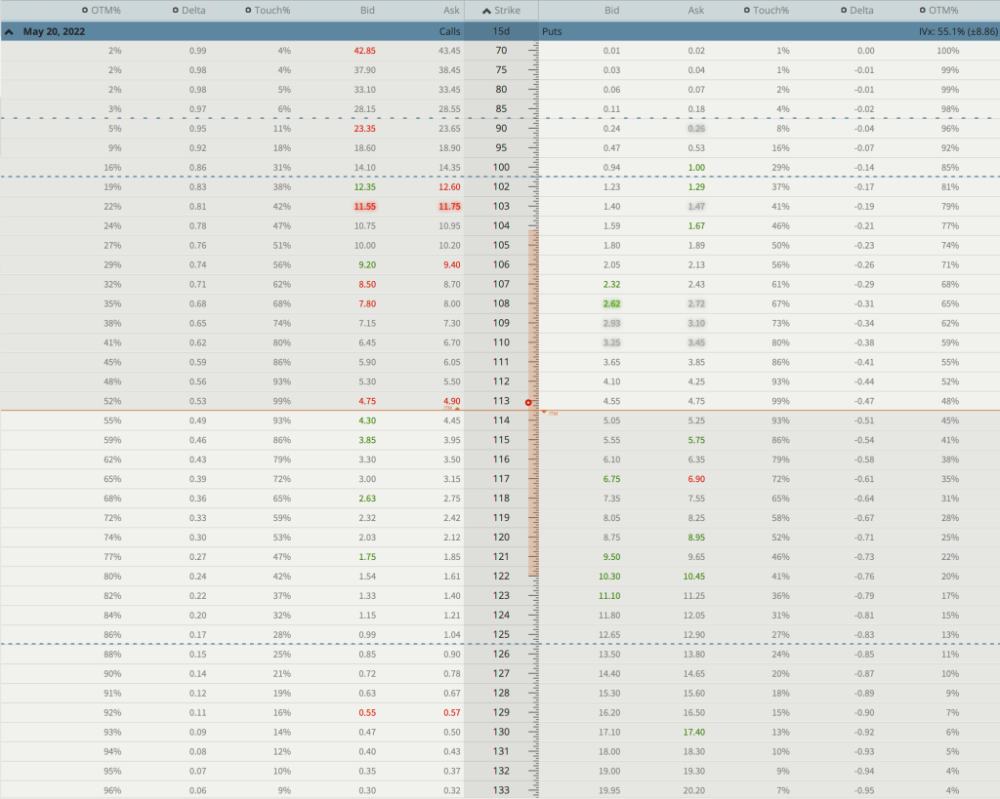 OTM% Delta Touch% Bid Ask Strike Bid Ask Touch% Delta OTM%
May 20, 2022 Calls 15d Puts IVx: 55.1% (±8.86)
2% 0.99 4% 42.85 43.45 70 0.01 0.02 1% 0.00 100%
2% 0.98 4% 37.90 38.45 75 0.03 0.04 1% -0.01 99%
2% 0.98 5% 33.10 33.45 80 0.06 0.07 2% -0.01 99%
3% 0.97 6% 28.15 28.55 85 0.11 0.18 4% -0.02 98%
5% 0.95 11% 23.35 23.65 90 0.24 0.26 8% -0.04 96%
9% 0.92 18% 18.60 18.90 95 0.47 0.53 16% -0.07 92%
16% 0.86 31% 14.10 14.35 100 0.94 1.00 29% -0.14 85%
19% 0.83 38% 12.35 12.60 102 1.23 1.29 37% -0.17 81%
22% 0.81 42% 11.55 11.75 103 1.40 1.47 41% -0.19 79%
24% 0.78 47% 10.75 10.95 104 1.59 1.67 46% -0.21 77%
27% 0.76 51% 10.00 10.20 105 1.80 1.89 50% -0.23 74%
29% 0.74 56% 9.20 9.40 106 2.05 2.13 56% -0.26 71%
32% 0.71 62% 8.50 8.70 107 2.32 2.43 61% -0.29 68%
35% 0.68 68% 7.80 8.00 108 2.62 2.72 67% -0.31 65%
38% 0.65 74% 7.15 7.30 109 2.93 3.10 73% -0.34 62%
41% 0.62 80% 6.45 6.70 110 3.25 3.45 80% -0.38 59%
45% 0.59 86% 5.90 6.05 111 3.65 3.85 86% -0.41 55%
48% 0.56 93% 5.30 5.50 112 4.10 4.25 93% -0.44 52%
52% 0.53 99% 4.75 4.90 113 4.55 4.75 99% -0.47 48%
ITM ITM
ITM
55% 0.49 93% 4.30 4.45 114 5.05 5.25 93% -0.51 45%
59% 0.46 86% 3.85 3.95 115 5.55 5.75 86% -0.54 41%
62% 0.43 79% 3.30 3.50 116 6.10 6.35 79% -0.58 38%
65% 0.39 72% 3.00 3.15 117 6.75 6.90 72% -0.61 35%
68% 0.36 65% 2.63 2.75 118 7.35 7.55 65% -0.64 31%
72% 0.33 59% 2.32 2.42 119 8.05 8.25 58% -0.67 28%
74% 0.30 53% 2.03 2.12 120 8.75 8.95 52% -0.71 25%
77% 0.27 47% 1.75 1.85 121 9.50 9.65 46% -0.73 22%
80% 0.24 42% 1.54 1.61 122 10.30 10.45 41% -0.76 20%
82% 0.22 37% 1.33 1.40 123 11.10 11.25 36% -0.79 17%
84% 0.20 32% 1.15 1.21 124 11.80 12.05 31% -0.81 15%
86% 0.17 28% 0.99 1.04 125 12.65 12.90 27% -0.83 13%
88% 0.15 25% 0.85 0.90 126 13.50 13.80 24% -0.85 11%
90% 0.14 21% 0.72 0.78 127 14.40 14.65 20% -0.87 10%
91% 0.12 19% 0.63 0.67 128 15.30 15.60 18% -0.89 9%
92% 0.11 16% 0.55 0.57 129 16.20 16.50 15% -0.90 7%
93% 0.09 14% 0.47 0.50 130 17.10 17.40 13% -0.92 6%
94% 0.08 12% 0.40 0.43 131 18.00 18.30 10% -0.93 5%
95% 0.07 10% 0.35 0.37 132 19.00 19.30 9% -0.94 4%
96% 0.06 9% 0.30 0.32 133 19.95 20.20 7% -0.95 4%